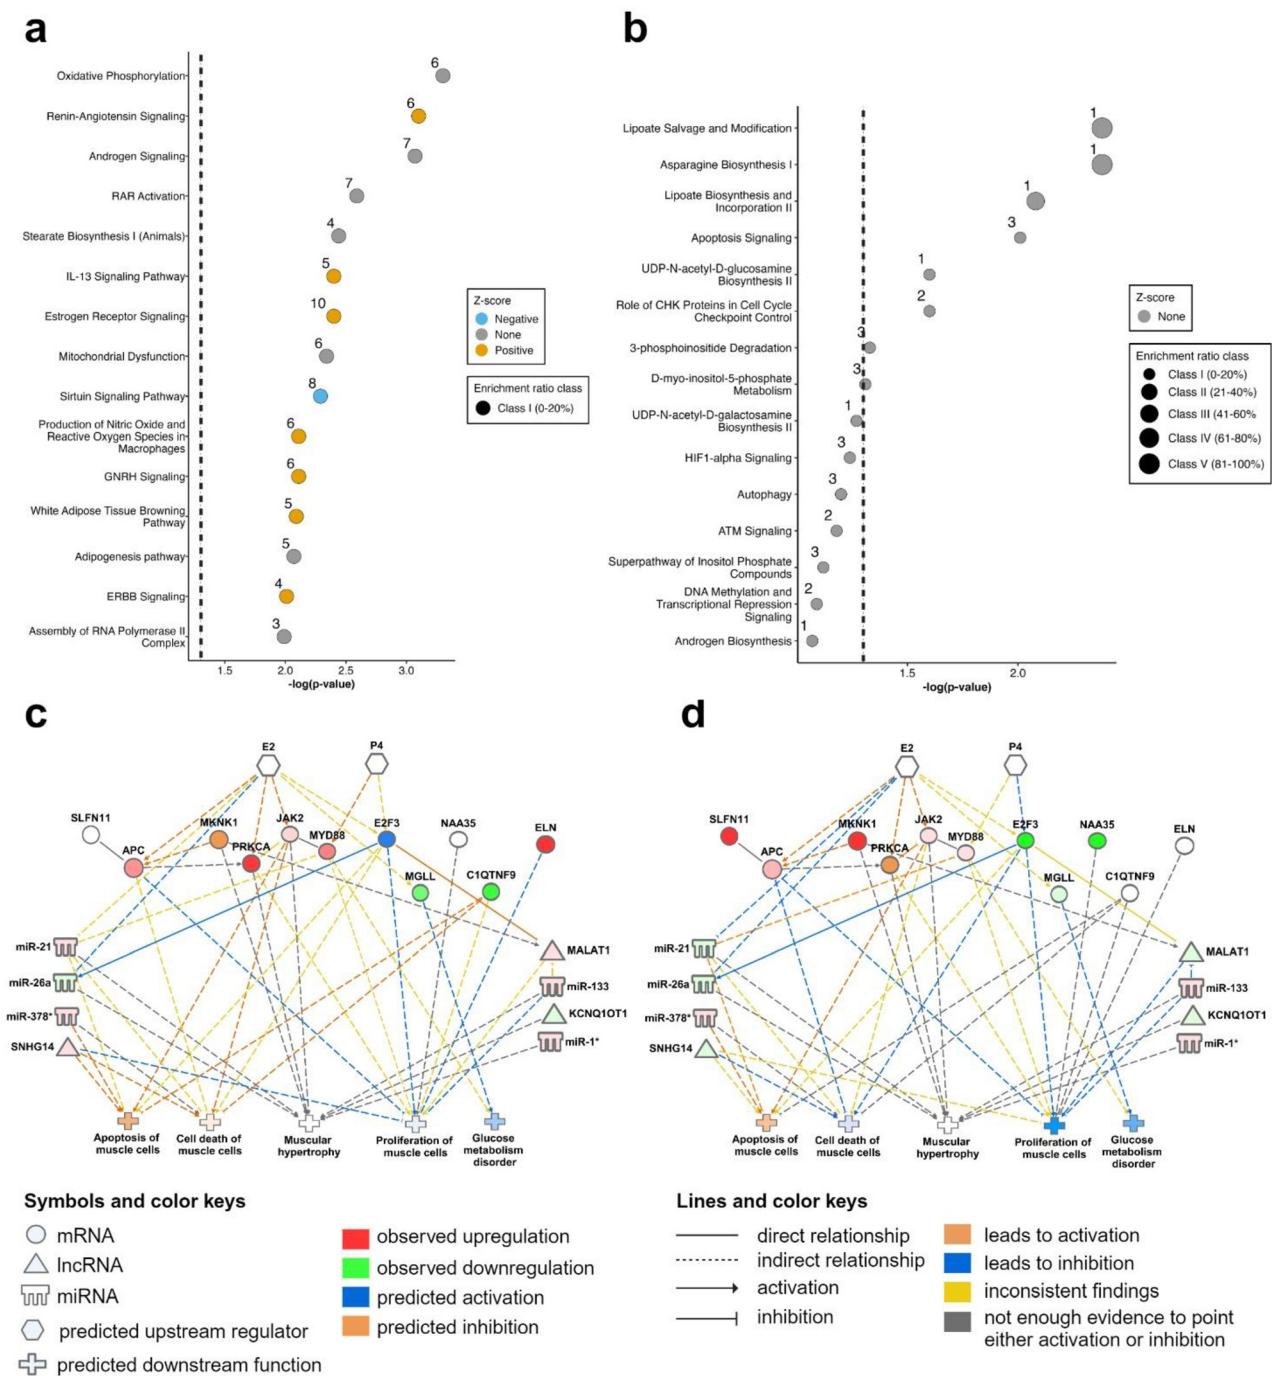 a
6
Oxidative Phosphorylation
6
Renin-Angiotensin Signaling
7
Androgen Signaling
7
RAR Activation
4
Stearate Biosynthesis I (Animals)
5
IL-13 Signaling Pathway
10
Estrogen Receptor Signaling
6
Mitochondrial Dysfunction
8
Sirtuin Signaling Pathway
6
Production of Nitric Oxide and
Reactive Oxygen Species in
Macrophages
6
GNRH Signaling
5
White Adipose Tissue Browning
Pathway
5
Adipogenesis pathway
4
ERBB Signaling
3
Assembly of RNA Polymerase II
Complex
1.5 2.0 2.5 3.0
-log(p-value)
Z-score
Negative
None
Positive
Enrichment ratio class
Class I (0-20%)
b
1
Lipoate Salvage and Modification
1
Asparagine Biosynthesis I
1
Lipoate Biosynthesis and
Incorporation II
3
Apoptosis Signaling
1
UDP-N-acetyl-D-glucosamine
Biosynthesis II
2
Role of CHK Proteins in Cell Cycle
Checkpoint Control
3
3-phosphoinositide Degradation
3
D-myo-inositol-5-phosphate
Metabolism
1
UDP-N-acetyl-D-galactosamine
Biosynthesis II
3
HIF1-alpha Signaling
3
Autophagy
2
ATM Signaling
3
Superpathway of Inositol Phosphate
Compounds
2
DNA Methylation and
Transcriptional Repression
Signaling
1
Androgen Biosynthesis
1.5 2.0
-log(p-value)
Z-score
None
Enrichment ratio class
Class I (0-20%)
Class II (21-40%)
Class III (41-60%
Class IV (61-80%)
Class V (81-100%)
c
E2
P4
SLFN11
MKNK1
JAK2
MYD88
E2F3
NAA35
ELN
APC
PRKCA
MGLL
C1QTNF9
miR-21
MALAT1
miR-26a
miR-133
miR-378*
KCNQ1OT1
SNHG14
miR-1*
Apoptosis of
muscle cells
Cell death of
muscle cells
Muscular
hypertrophy
Proliferation of
muscle cells
Glucose
metabolism
disorder
d
E2
P4
SLFN11
MKNK1
JAK2
MYD88
E2F3
NAA35
ELN
APC
PRKCA
MGLL
C1QTNF9
miR-21
MALAT1
miR-26a
miR-133
miR-378*
KCNQ1OT1
SNHG14
miR-1*
Apoptosis of
muscle cells
Cell death of
muscle cells
Muscular
hypertrophy
Proliferation of
muscle cells
Glucose
metabolism
disorder
Symbols and color keys
mRNA
lncRNA
miRNA
predicted upstream regulator
predicted downstream function
observed upregulation
observed downregulation
predicted activation
predicted inhibition
Lines and color keys
direct relationship
indirect relationship
activation
inhibition
leads to activation
leads to inhibition
inconsistent findings
not enough evidence to point
either activation or inhibition